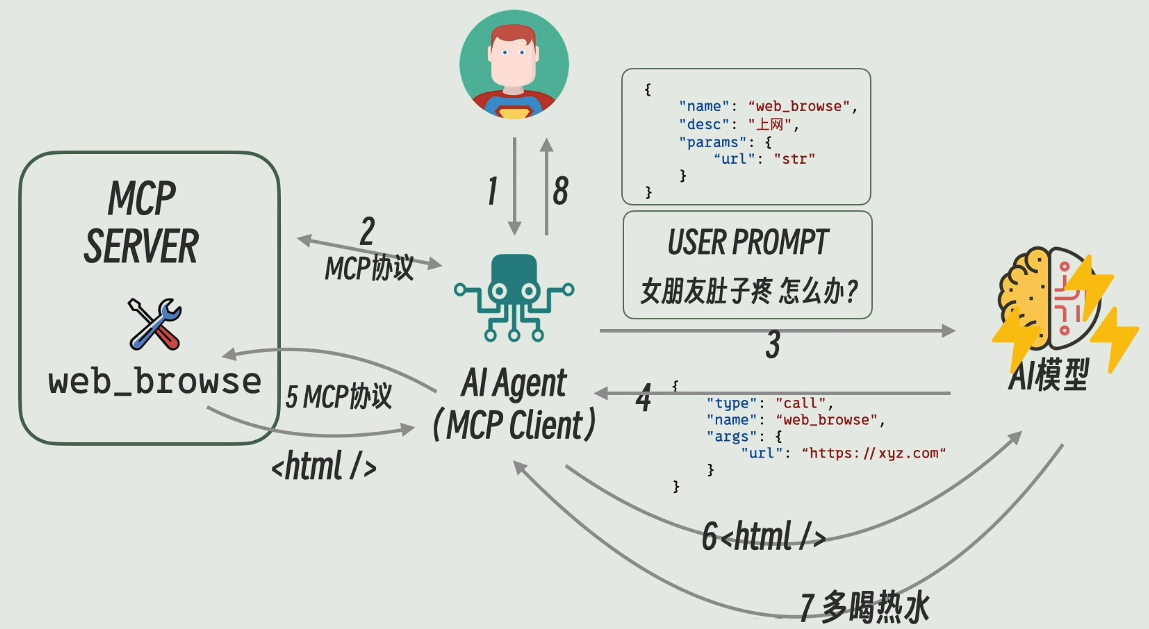 {
"name": “web_browse",
"desc": "上网",
"params": {
“url": "str"
}
}
MCP
SERVER
1
8
2
MCP协议
USER PROMPT
女朋友肚子疼 怎么办？
3
web_browse
5 MCP协议
<html />
AI Agent
(MCP Client)
AI模型
4
{
"type": "call",
"name": “web_browse",
"args": {
"url": “https://xyz.com“
}
}
6<html />
7 多喝热水